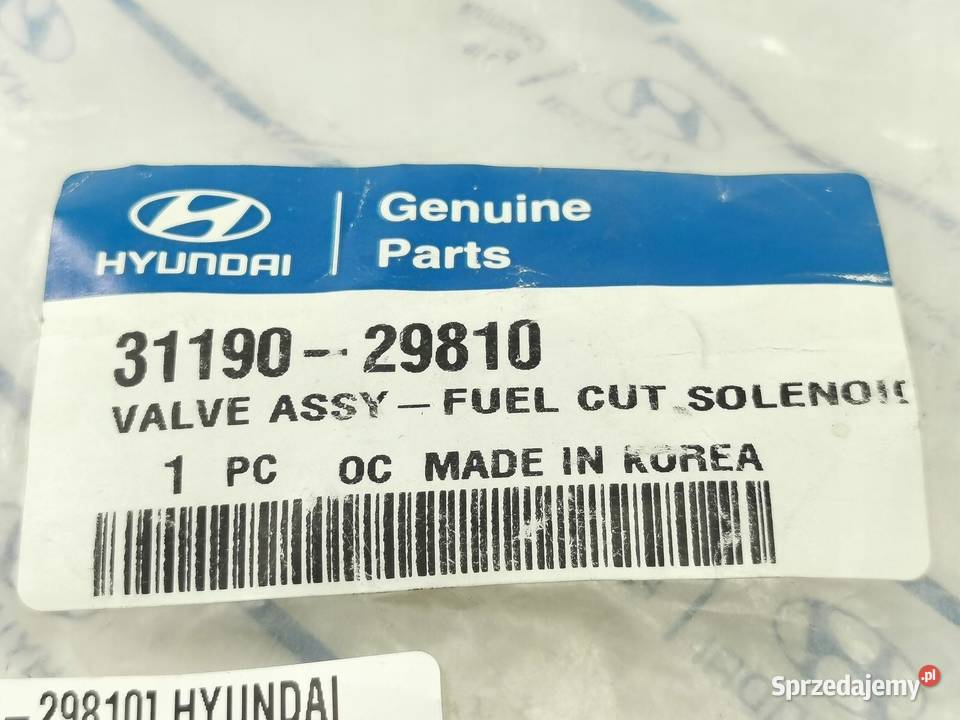 HYUNDAI
Genuine
Parts
31190-29810
VALVE ASSY-FUEL CUT SOLENOI
1 PC OC MADE IN KOREA
-298101 HYUNDAI
Sprzedajemy.pl